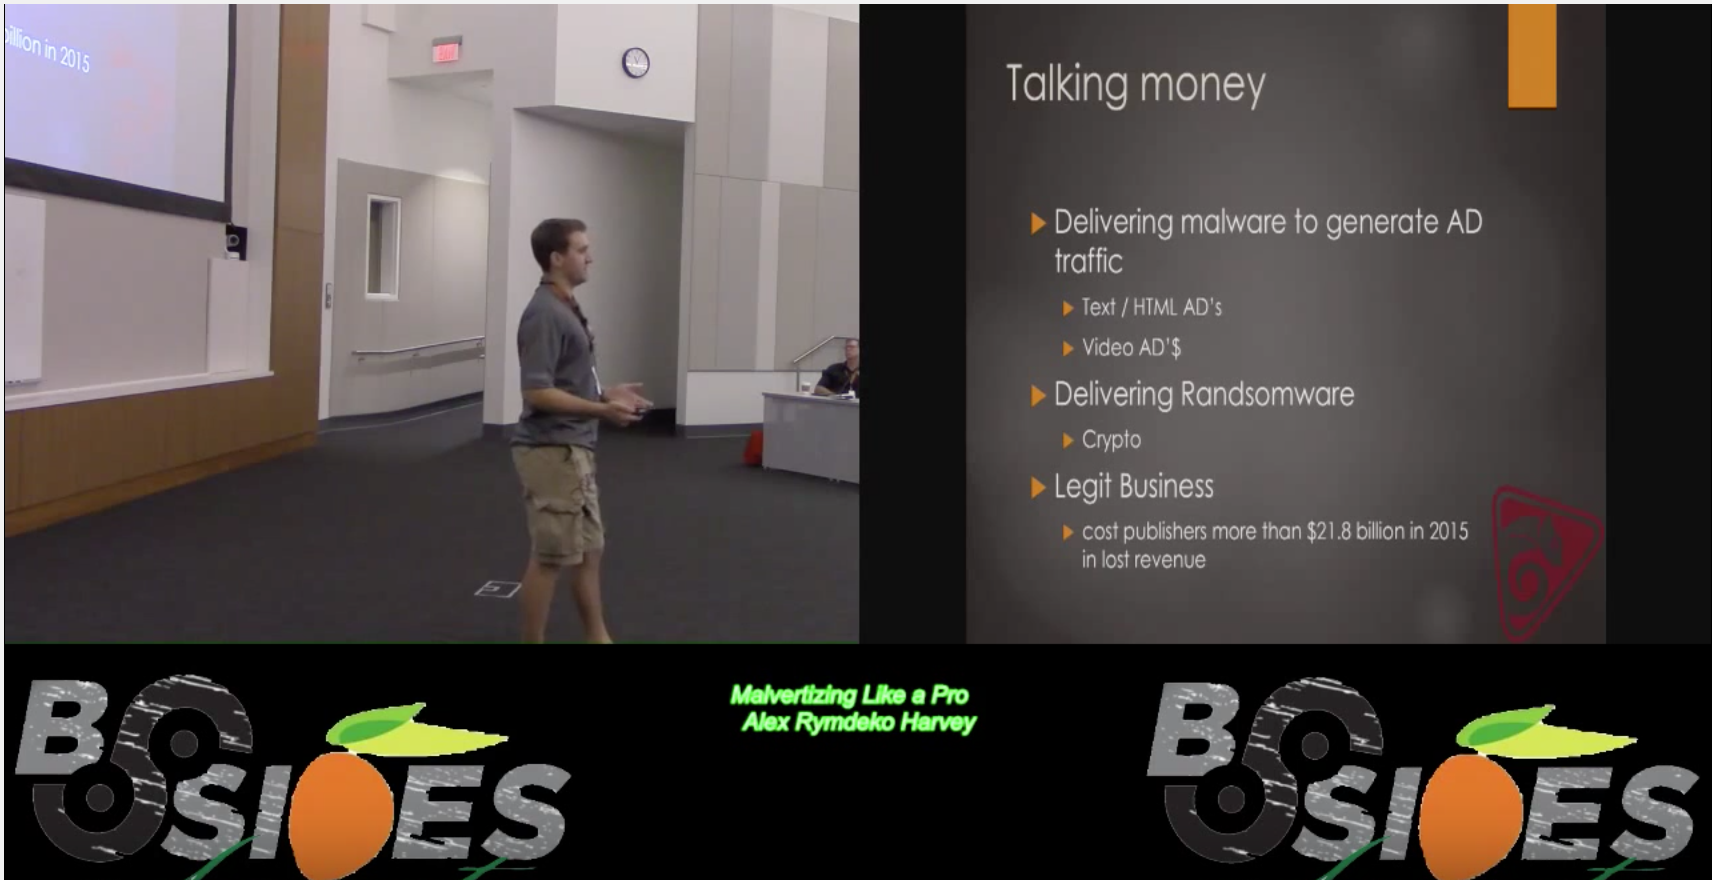 billion in 2015
EXIT
Talking money
Delivering malware to generate AD
traffic
Text / HTML AD's
Video AD'$
Delivering Randsomware
Crypto
Legit Business
cost publishers more than $21.8 billion in 2015
in lost revenue
Malvertizing Like a Pro
Alex Rymdeko Harvey
BSIDES
BSIDES